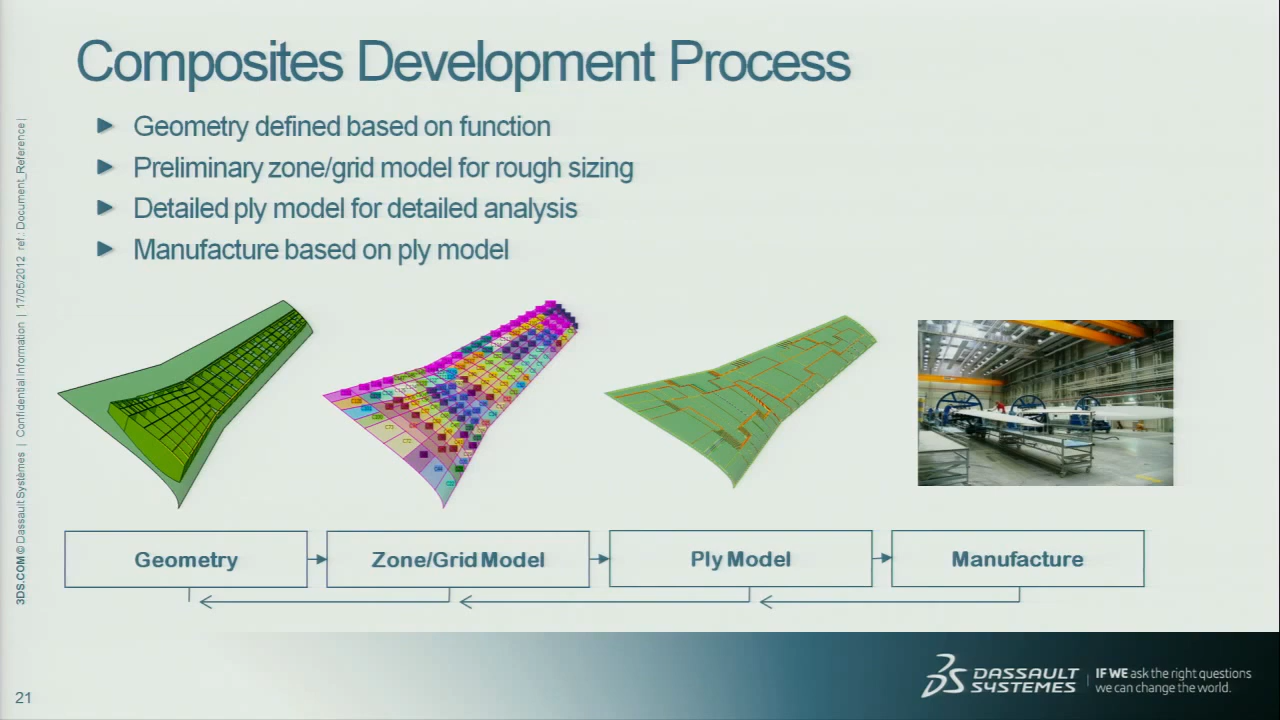 Composites Development Process
► Geometry defined based on function
► Preliminary zone/grid model for rough sizing
► Detailed ply model for detailed analysis
► Manufacture based on ply model
3DS.COM © Dassault Systèmes | Confidential Information | 17/05/2012 ref.: Document_Reference |
Geometry
Zone/Grid Model
Ply Model
Manufacture
21
DASSAULT
SYSTEMES
IF WE ask the right questions
we can change the world.